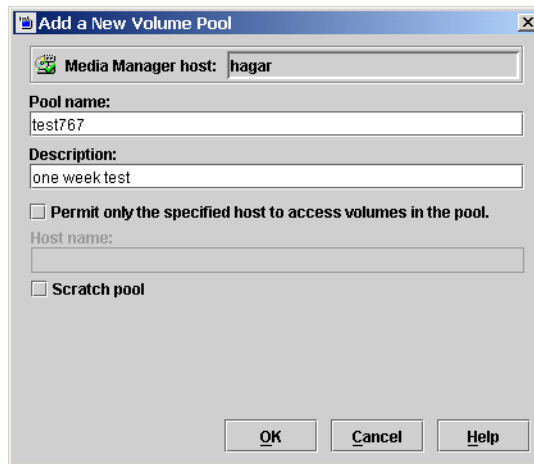 Add a New Volume Pool
Media Manager host: hagar
Pool name:
test767
Description:
one week test
Permit only the specified host to access volumes in the pool.
Host name:
Scratch pool
OK Cancel Help